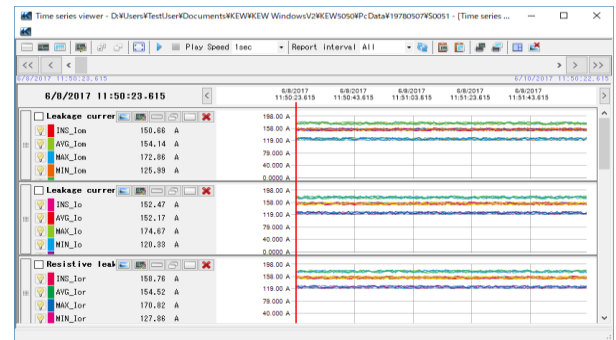 Time series viewer - D:¥Users¥TestUser¥Documents¥KEW¥KEW WindowsV2¥KEW5050¥PcData¥19780507¥S0051 - [Time series ...
Play Speed 1sec Report interval All
<< < < > > >>
6/8/2017 11:50:23.615 6/10/2017 11:50:22.615
6/8/2017 11:50:23.615 < 6/8/2017 6/8/2017 6/8/2017 6/8/2017 6/8/2017 >
11:50:23.615 11:50:43.615 11:51:03.615 11:51:23.615 11:51:43.615
Leakage currer
INS_Iom 150.66 A
AVG_Iom 154.14 A
MAX_Iom 172.86 A
MIN_Iom 125.99 A
198.00 A
158.00 A
119.00 A
79.000 A
40.000 A
0.0000 A
Leakage currer
INS_Io 152.47 A
AVG_Io 152.17 A
MAX_Io 174.67 A
MIN_Io 120.33 A
198.00 A
158.00 A
119.00 A
79.000 A
40.000 A
0.0000 A
Resistive leak
INS_Ior 158.76 A
AVG_Ior 154.52 A
MAX_Ior 170.82 A
MIN_Ior 127.86 A
198.00 A
158.00 A
119.00 A
79.000 A
40.000 A